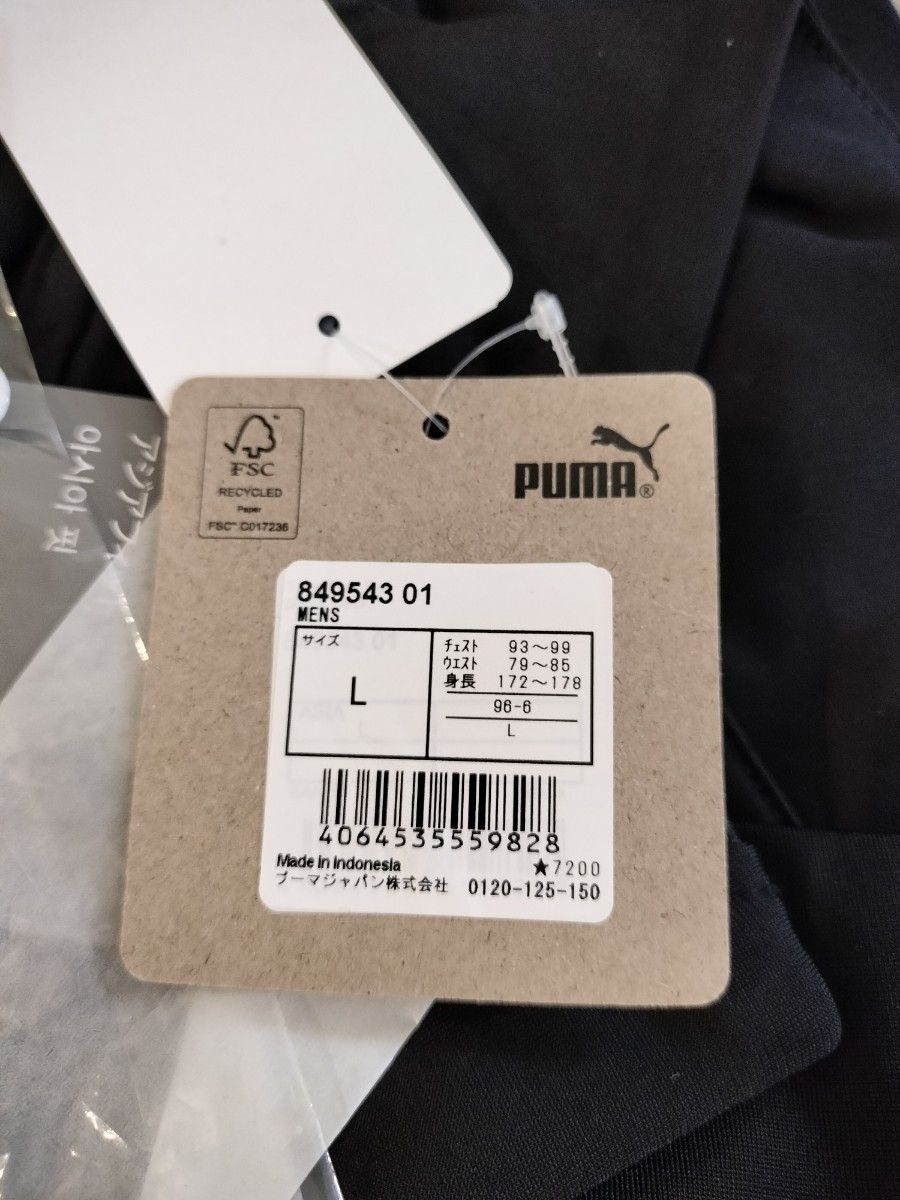 FSC
RECYCLED
Paper
FSC™ C017236
PUMA®
849543 01
MENS
サイズ
L
チェスト 93~99
ウエスト 79~85
身長 172~178
96-6
L
4064535559828
Made in Indonesia
★7200
プーマジャパン株式会社 0120-125-150